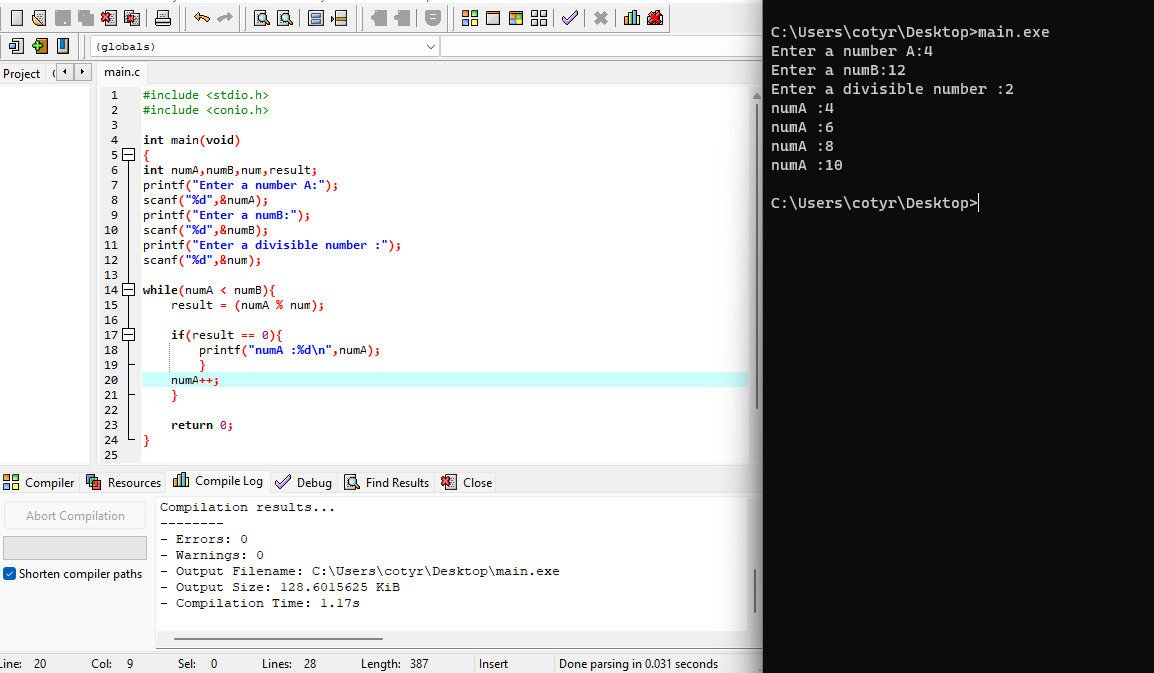 (globals)
Project
main.c
1 #include <stdio.h>
2 #include <conio.h>
3
4 int main(void)
5 {
6 int numA,numB,num,result;
7 printf("Enter a number A:");
8 scanf("%d",&numA);
9 printf("Enter a numB:");
10 scanf("%d",&numB);
11 printf("Enter a divisible number :");
12 scanf("%d",&num);
13
14 while(numA < numB){
15 result = (numA % num);
16
17 if(result == 0){
18 printf("numA :%d\n",numA);
19 }
20 numA++;
21 }
22
23 return 0;
24 }
25
Compiler Resources Compile Log Debug Find Results Close
Abort Compilation
Shorten compiler paths
Compilation results...
--------
- Errors: 0
- Warnings: 0
- Output Filename: C:\Users\cotyr\Desktop\main.exe
- Output Size: 128.6015625 KiB
- Compilation Time: 1.17s
Line: 20 Col: 9 Sel: 0 Lines: 28 Length: 387 Insert Done parsing in 0.031 seconds
C:\Users\cotyr\Desktop>main.exe
Enter a number A:4
Enter a numB:12
Enter a divisible number :2
numA :4
numA :6
numA :8
numA :10
C:\Users\cotyr\Desktop>